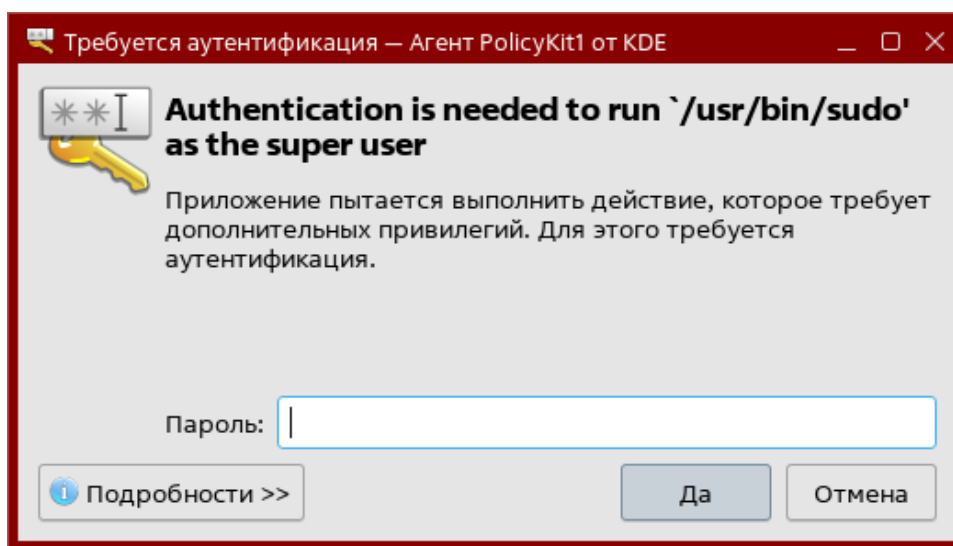 Требуется аутентификация — Агент PolicyKit1 от KDE
Authentication is needed to run `/usr/bin/sudo'
as the super user
Приложение пытается выполнить действие, которое требует
дополнительных привилегий. Для этого требуется
аутентификация.
Пароль:
Подробности >>
Да
Отмена